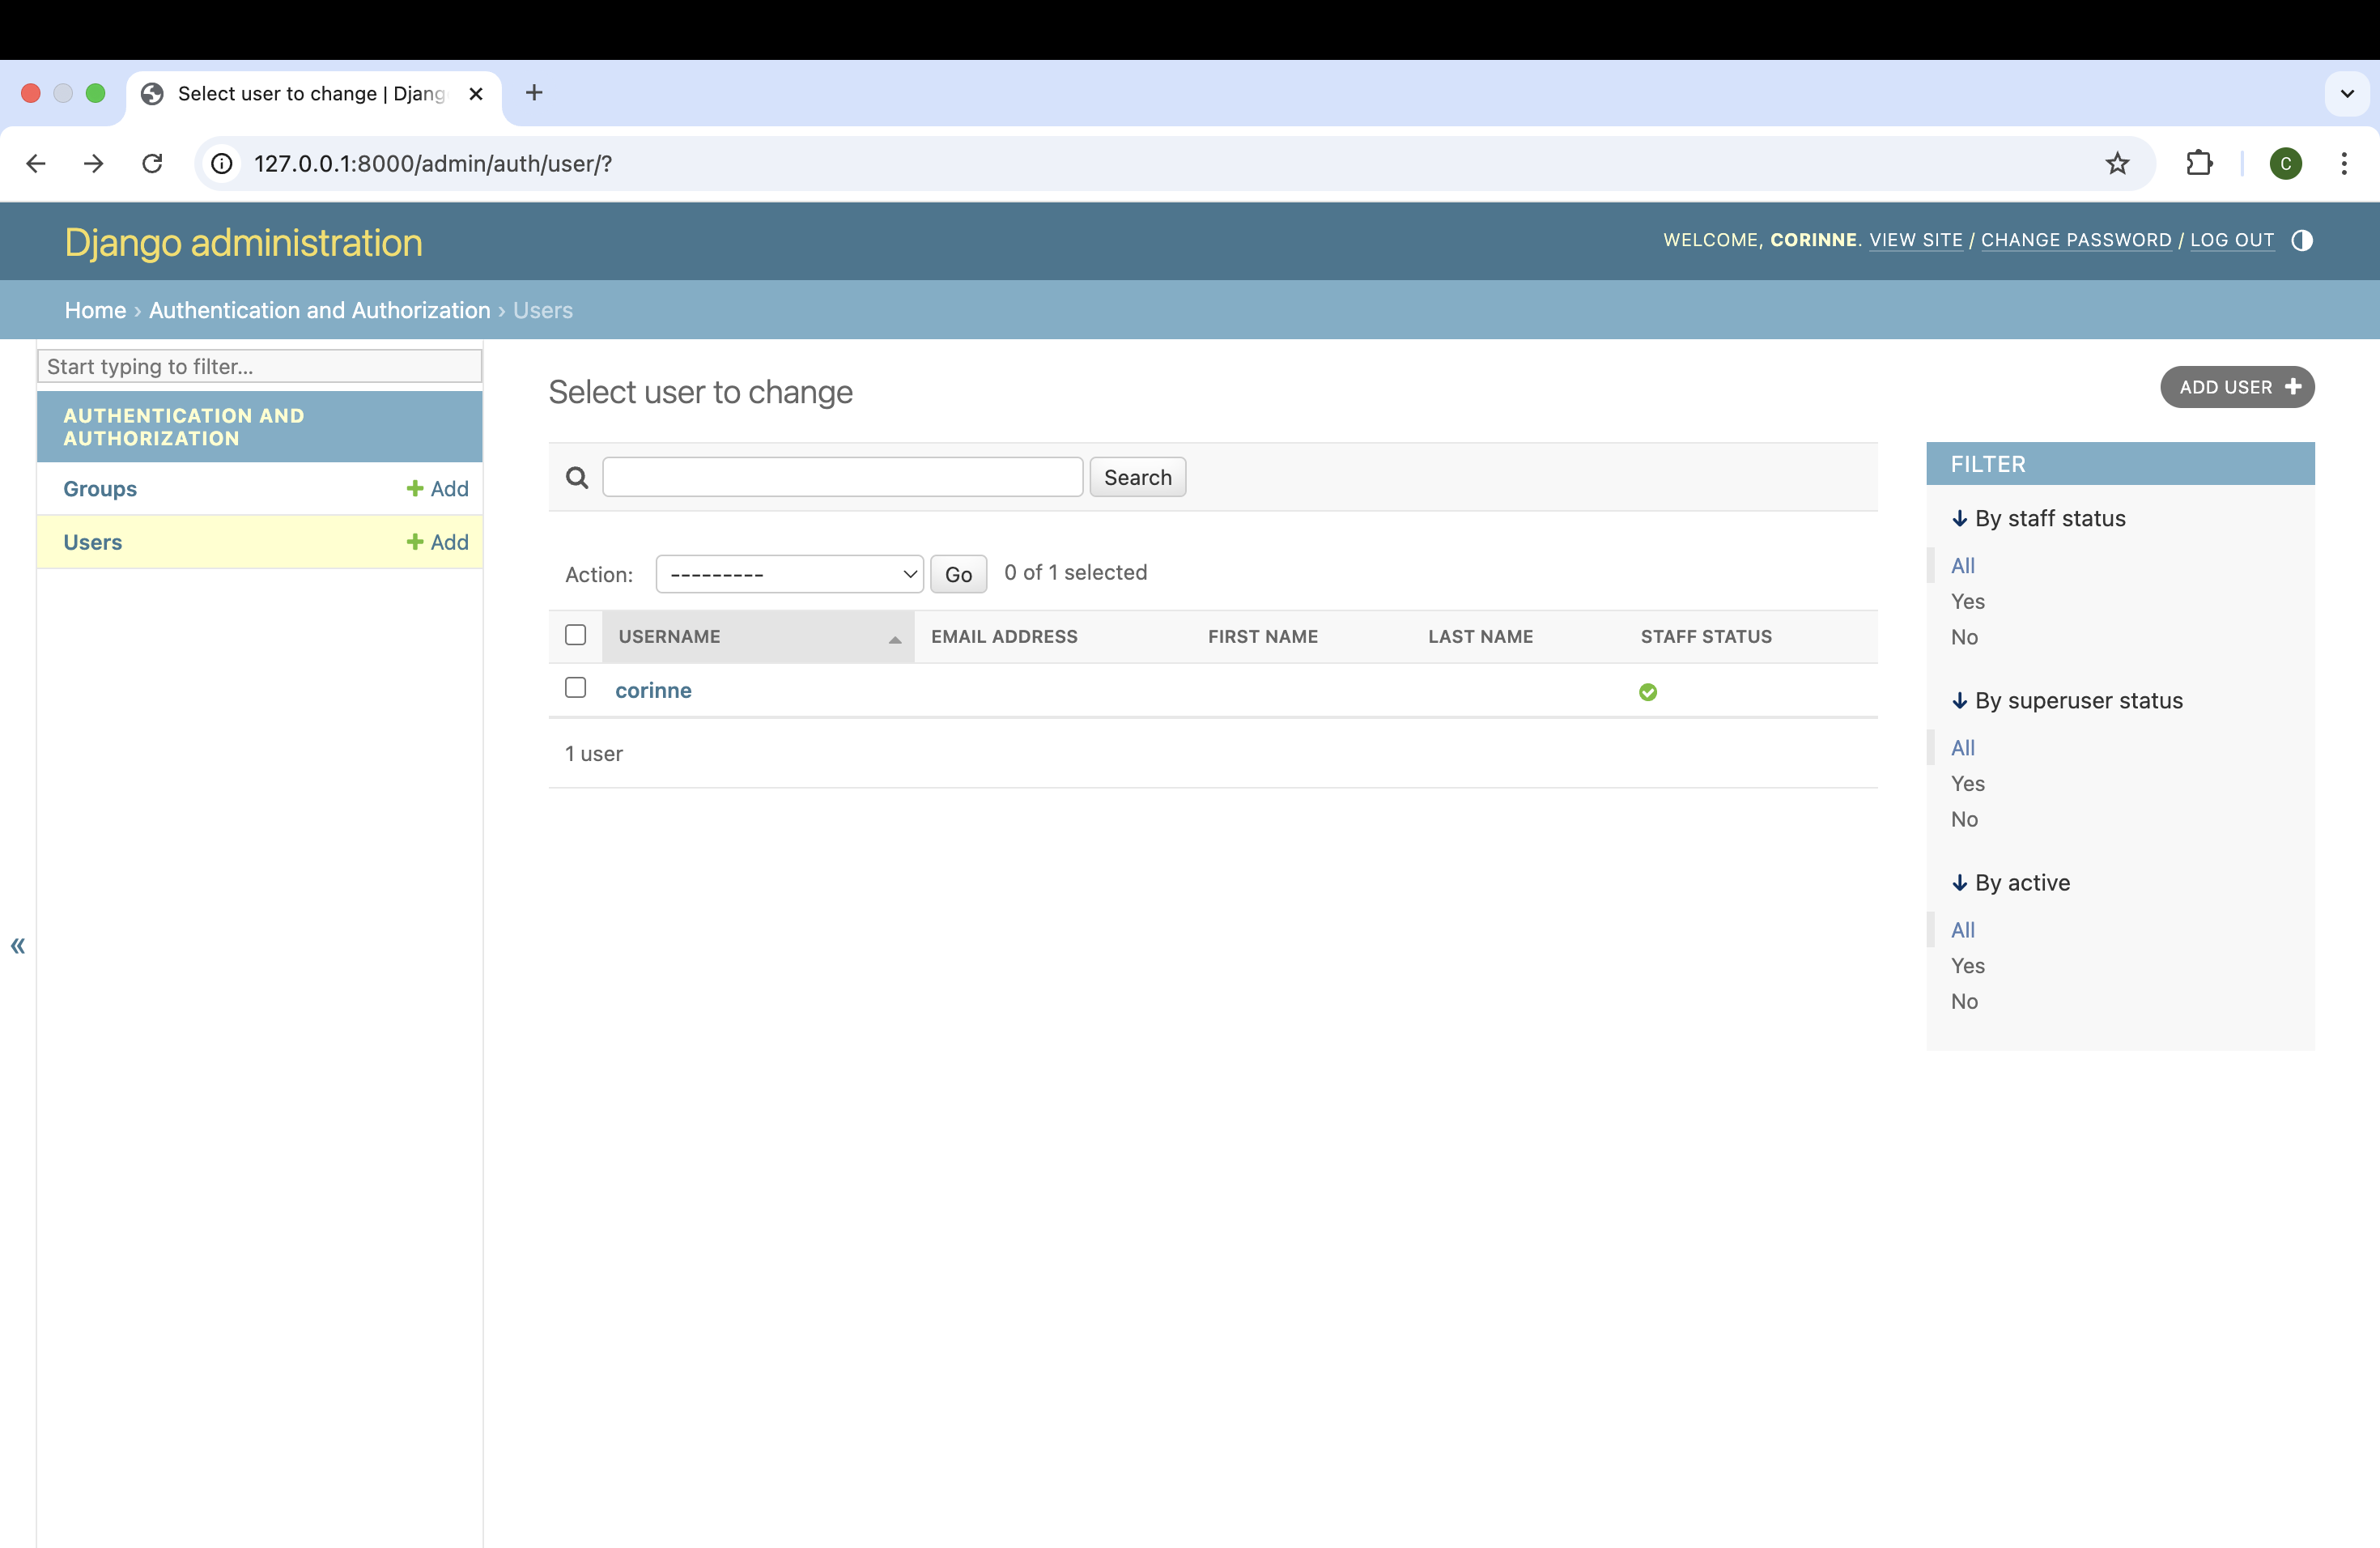 Select user to change | Djang
127.0.0.1:8000/admin/auth/user/?
C
Django administration
WELCOME, CORINNE. VIEW SITE / CHANGE PASSWORD / LOG OUT
Home › Authentication and Authorization › Users
Start typing to filter...
AUTHENTICATION AND
AUTHORIZATION
Groups
Add
Users
Add
«
Select user to change
ADD USER
Search
Action:
---------
Go
0 of 1 selected
USERNAME EMAIL ADDRESS FIRST NAME LAST NAME STAFF STATUS
corinne
1 user
FILTER
By staff status
All
Yes
No
By superuser status
All
Yes
No
By active
All
Yes
No